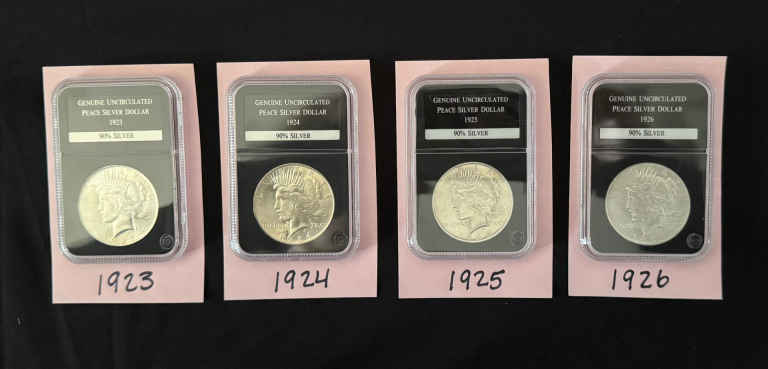 GENUINE UNCIRCULATED
PEACE SILVER DOLLAR
1923
90% SILVER
1923
GENUINE UNCIRCULATED
PEACE SILVER DOLLAR
1924
90% SILVER
1924
GENUINE UNCIRCULATED
PEACE SILVER DOLLAR
1925
90% SILVER
1925
GENUINE UNCIRCULATED
PEACE SILVER DOLLAR
1926
90% SILVER
1926